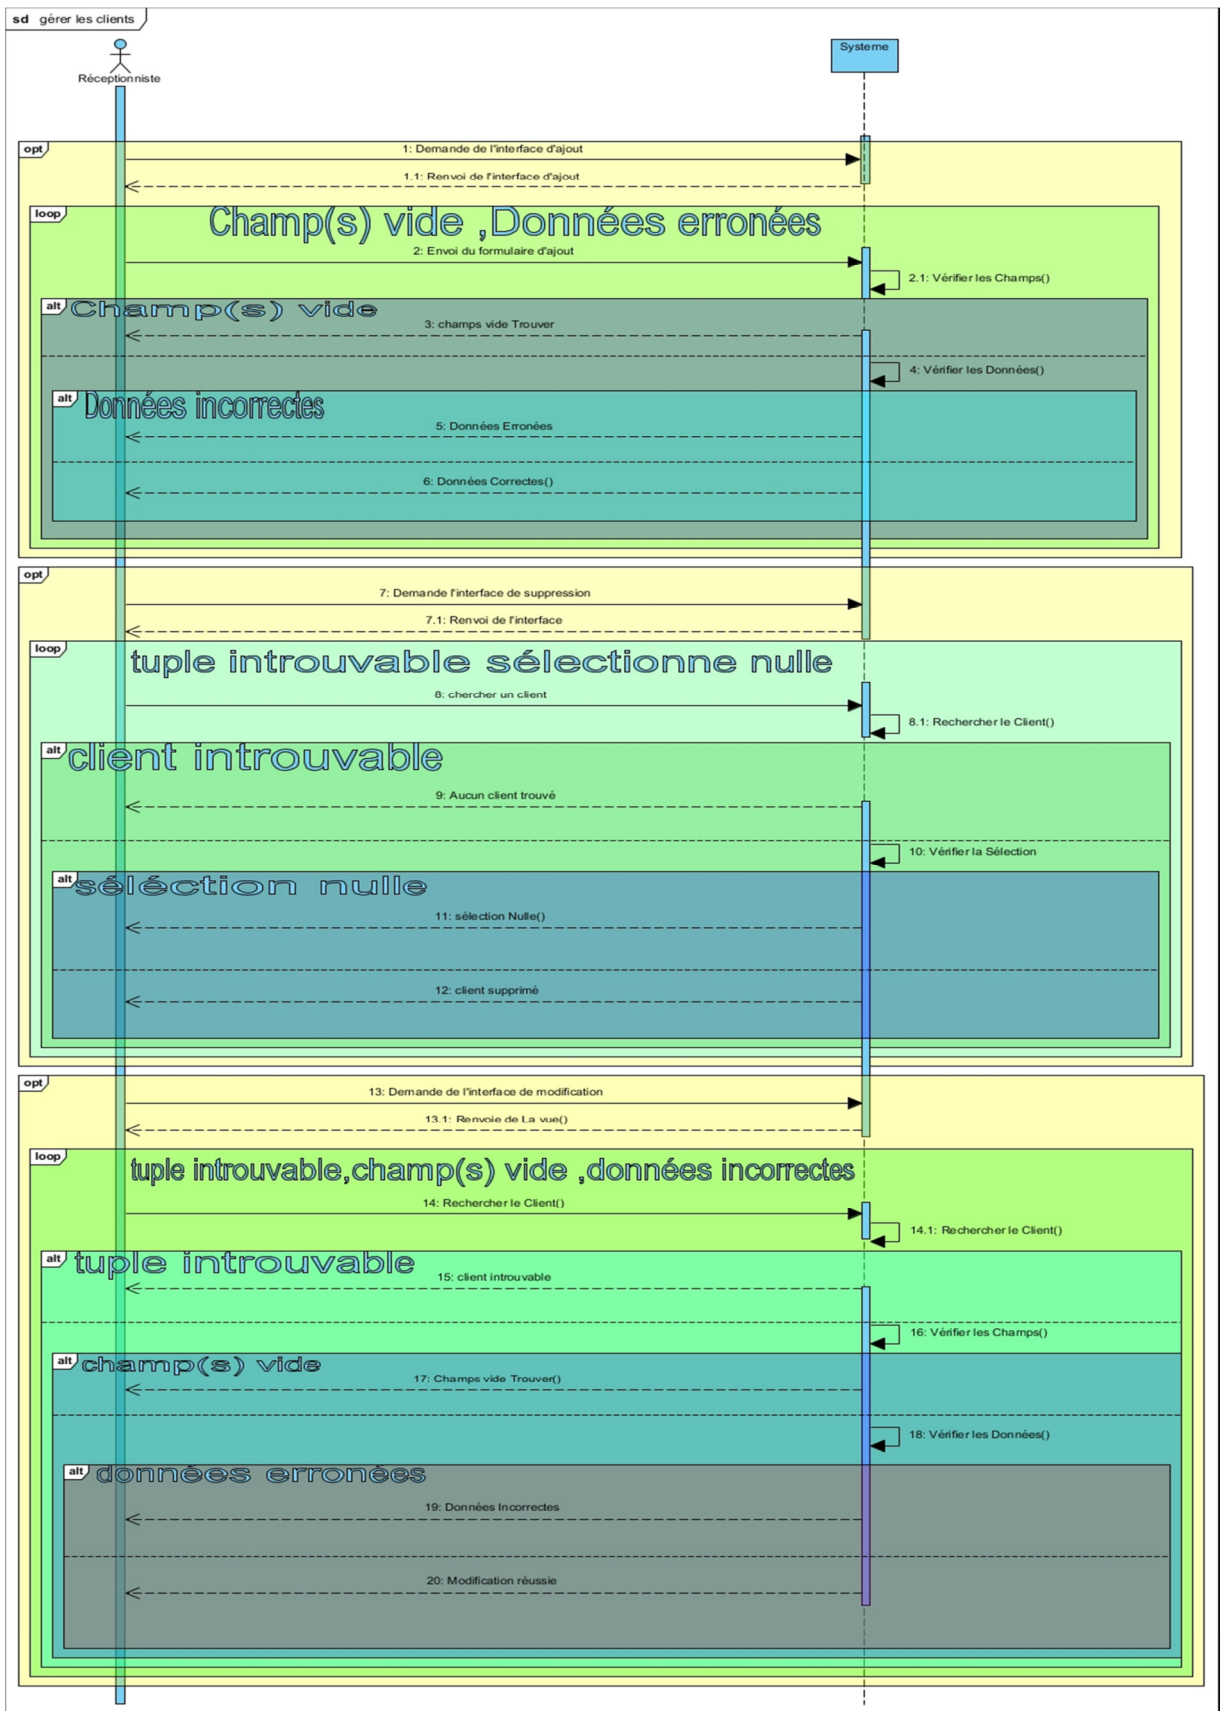 sd gérer les clients
Réceptionniste
Systeme
opt
1: Demande de l'interface d'ajout
1.1: Renvoi de l'interface d'ajout
loop
Champ(s) vide ,Données erronées
2: Envoi du formulaire d'ajout
2.1: Vérifier les Champs()
alt
Champ(s) vide
3: champs vide Trouver
4: Vérifier les Données()
alt
Données incorrectes
5: Données Erronées
6: Données Correctes()
opt
7: Demande l'interface de suppression
7.1: Renvoi de l'interface
loop
tuple introuvable sélectionne nulle
8: chercher un client
8.1: Rechercher le Client()
alt
client introuvable
9: Aucun client trouvé
10: Vérifier la Sélection
alt
séléction nulle
11: sélection Nulle()
12: client supprimé
opt
13: Demande de l'interface de modification
13.1: Renvoie de La vue()
loop
tuple introuvable,champ(s) vide ,données incorrectes
14: Rechercher le Client()
14.1: Rechercher le Client()
alt
tuple introuvable
15: client introuvable
16: Vérifier les Champs()
alt
champ(s) vide
17: Champs vide Trouver()
18: Vérifier les Données()
alt
données erronées
19: Données Incorrectes
20: Modification réussie